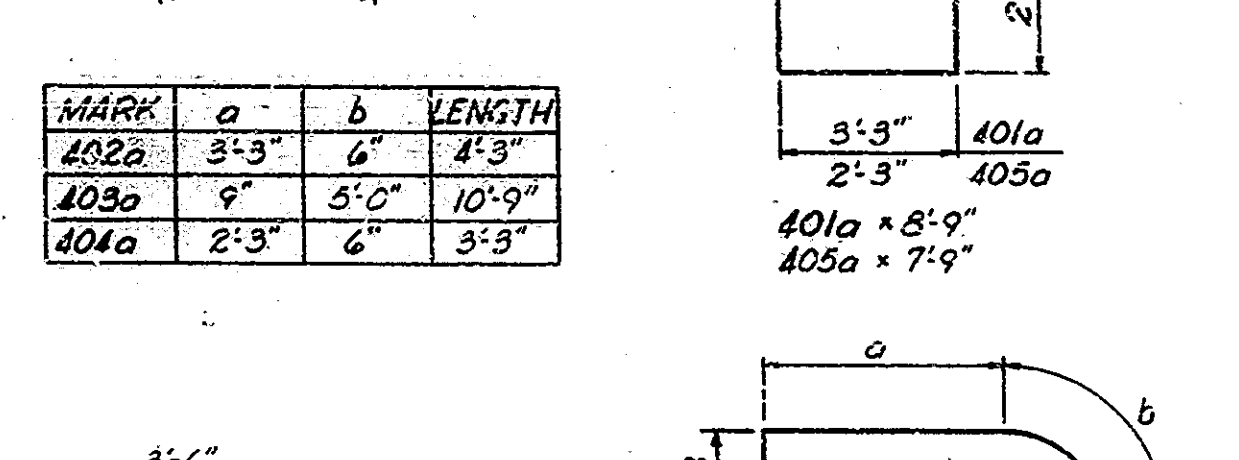 MARK a b LENGTH
402a 3'-3" 6" 4'-3"
403a 9" 5'-0" 10'-9"
404a 2'-3" 6" 3'-3"
2
3'-3" 401a
2'-3" 405a
401a × 8'-9"
405a × 7'-9"
a
b